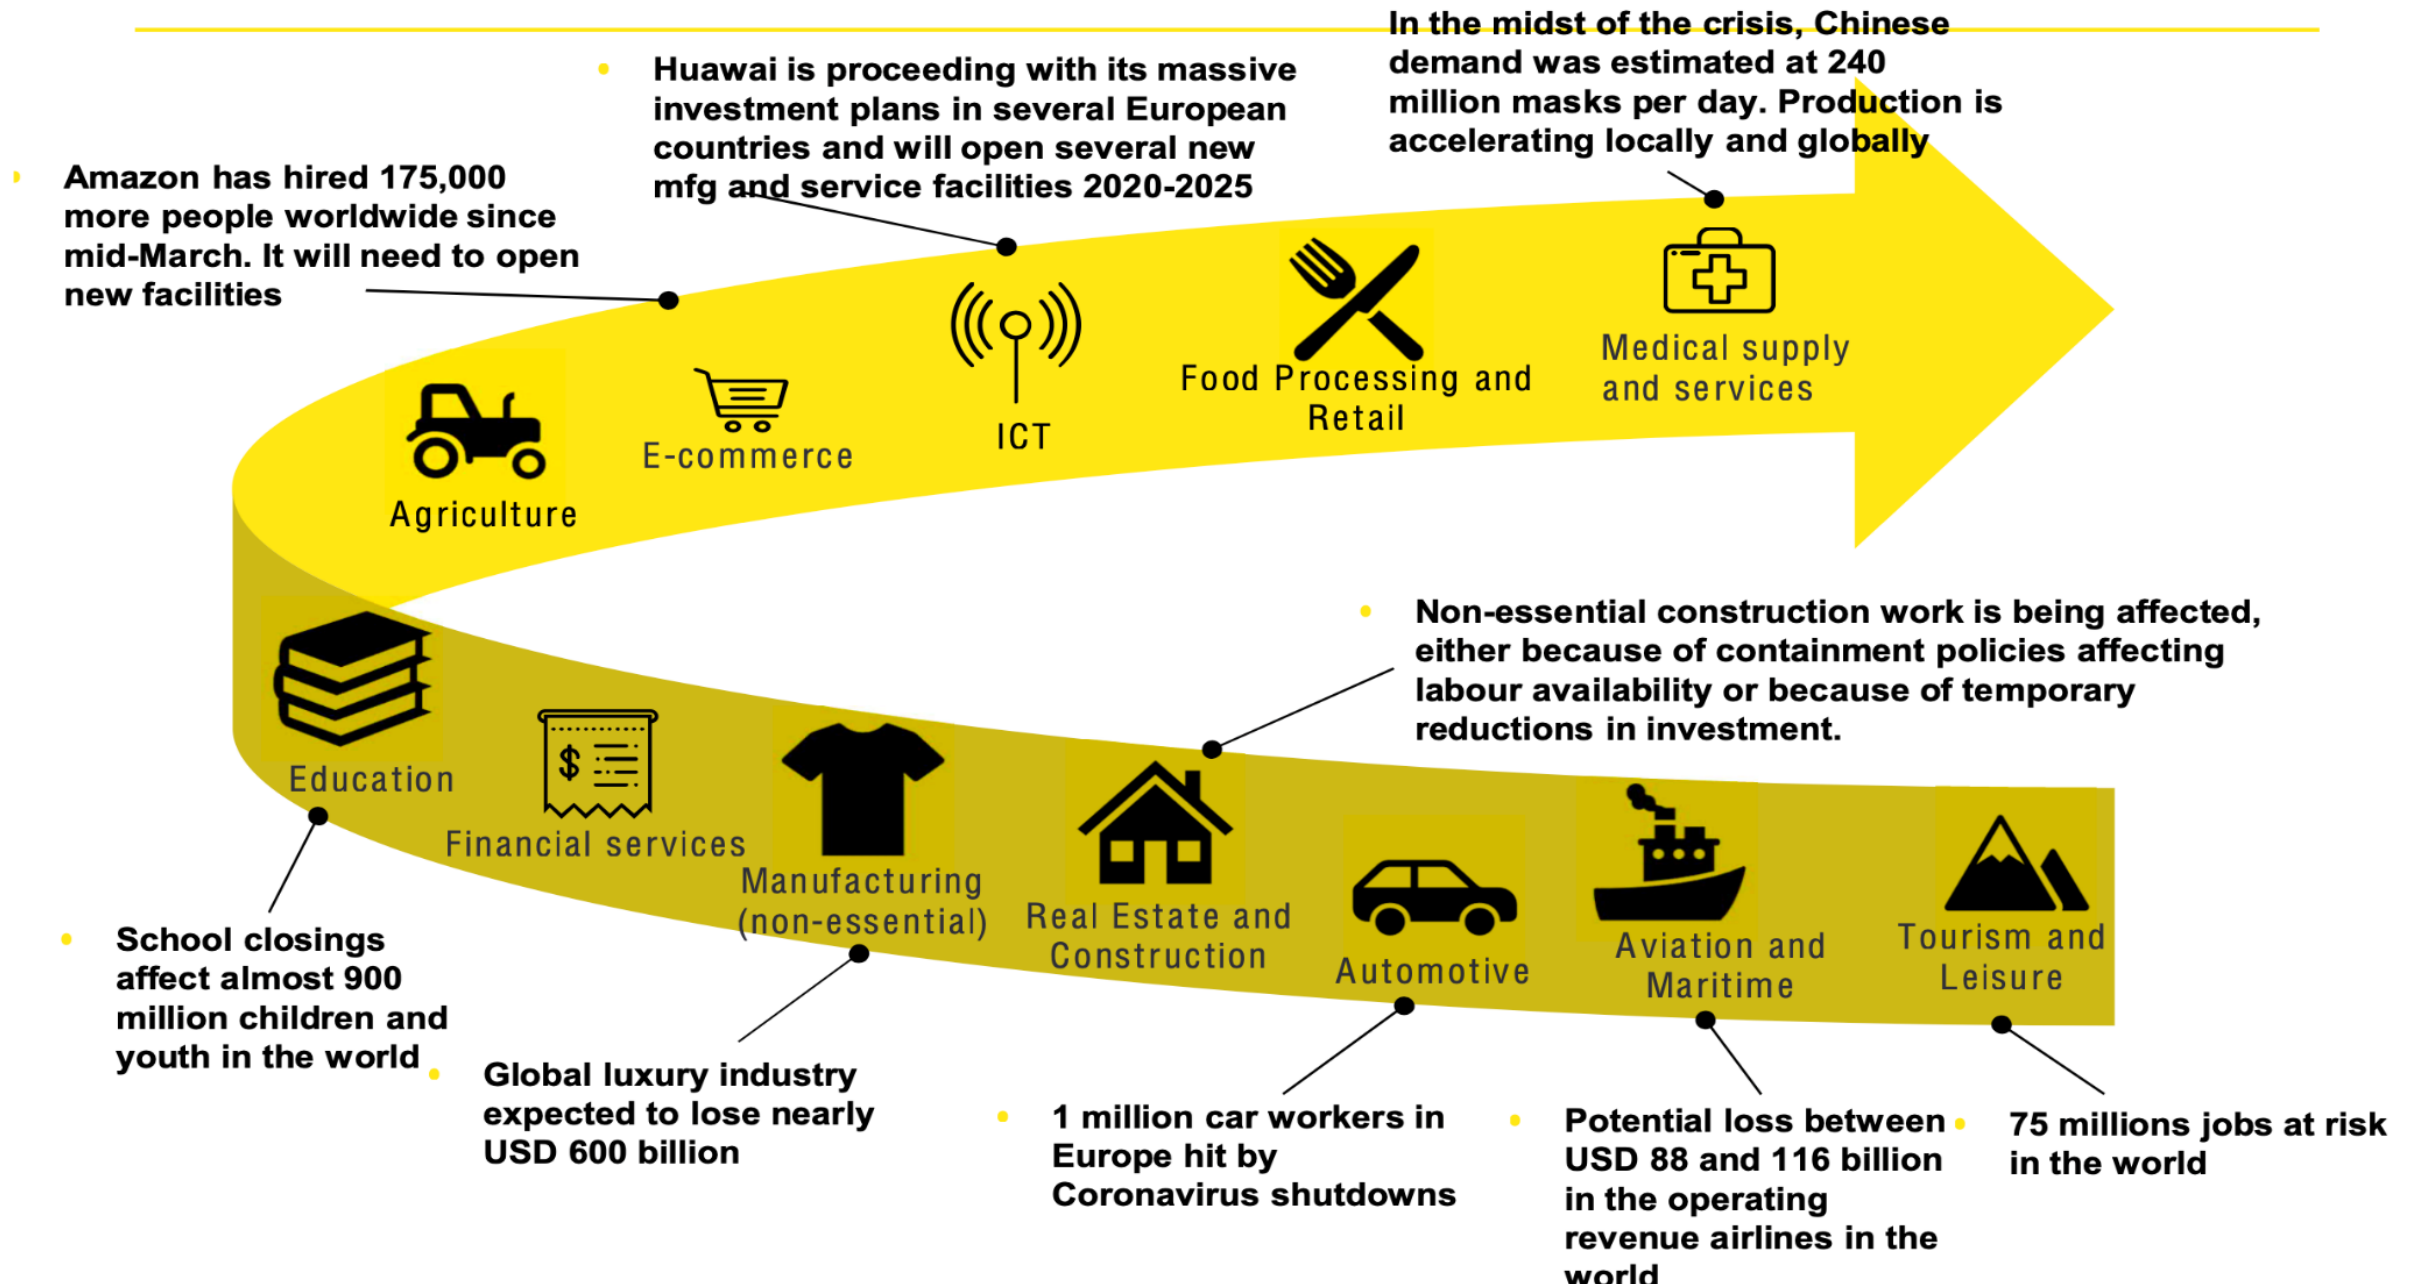 In the midst of the crisis, Chinese
demand was estimated at 240
million masks per day. Production is
accelerating locally and globally
Huawai is proceeding with its massive
investment plans in several European
countries and will open several new
mfg and service facilities 2020-2025
Amazon has hired 175,000
more people worldwide since
mid-March. It will need to open
new facilities
Agriculture
E-commerce
ICT
Food Processing and
Retail
Medical supply
and services
Non-essential construction work is being affected,
either because of containment policies affecting
labour availability or because of temporary
reductions in investment.
Education
Financial services
Manufacturing
(non-essential)
Real Estate and
Construction
Automotive
Aviation and
Maritime
Tourism and
Leisure
School closings
affect almost 900
million children and
youth in the world
Global luxury industry
expected to lose nearly
USD 600 billion
1 million car workers in
Europe hit by
Coronavirus shutdowns
Potential loss between
USD 88 and 116 billion
in the operating
revenue airlines in the
world
75 millions jobs at risk
in the world